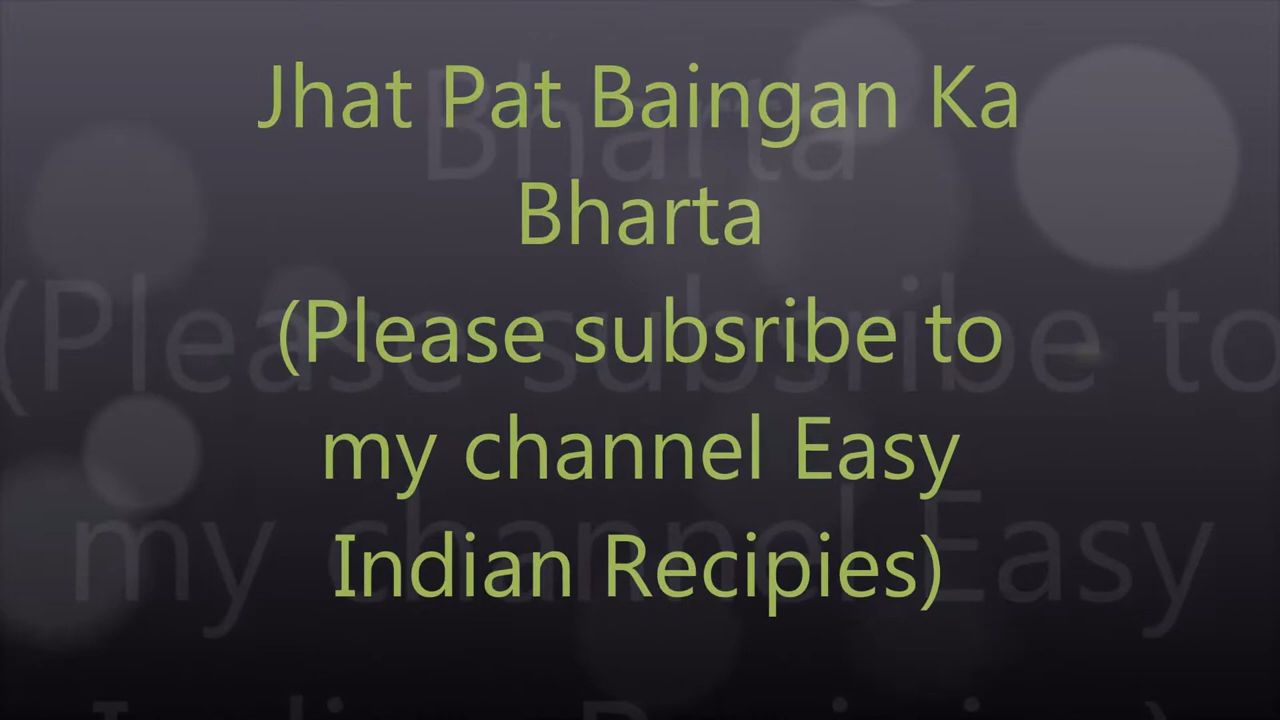 Jhat Pat Baingan Ka
Bharta
(Please subsribe to
my channel Easy
Indian Recipies)